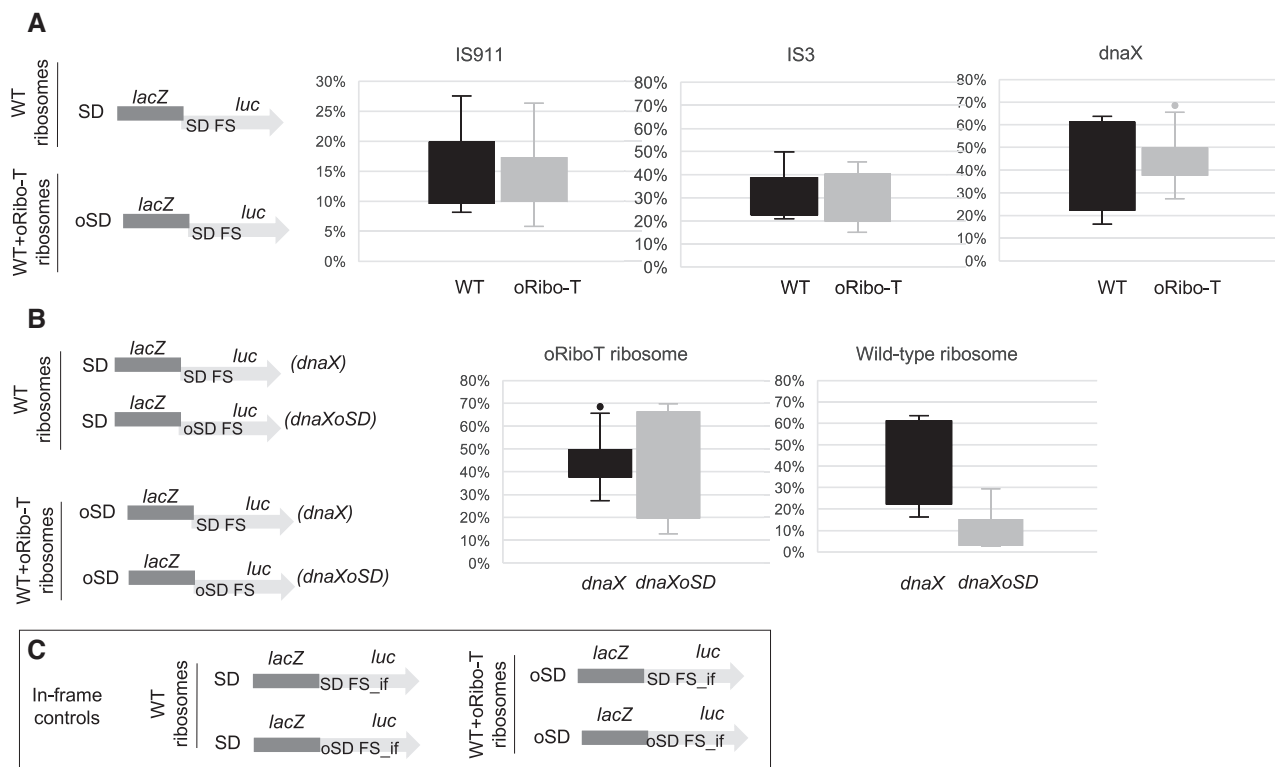 A
WT
ribosomes
SD
lacZ
luc
SD FS
WT+oRibo-T
ribosomes
oSD
lacZ
luc
SD FS
IS911
30%
25%
20%
15%
10%
5%
0%
WT oRibo-T
IS3
80%
70%
60%
50%
40%
30%
20%
10%
0%
WT oRibo-T
dnaX
80%
70%
60%
50%
40%
30%
20%
10%
0%
WT oRibo-T
B
WT
ribosomes
lacZ luc
SD (dnaX)
SD FS
lacZ luc
SD (dnaXoSD)
oSD FS
WT+oRibo-T
ribosomes
lacZ luc
oSD (dnaX)
SD FS
lacZ luc
oSD (dnaXoSD)
oSD FS
oRiboT ribosome
80%
70%
60%
50%
40%
30%
20%
10%
0%
dnaX dnaXoSD
Wild-type ribosome
80%
70%
60%
50%
40%
30%
20%
10%
0%
dnaX dnaXoSD
C
In-frame
controls
WT
ribosomes
lacZ luc
SD
SD FS_if
lacZ luc
SD
oSD FS_if
WT+oRibo-T
ribosomes
lacZ luc
oSD
SD FS_if
lacZ luc
oSD
oSD FS_if